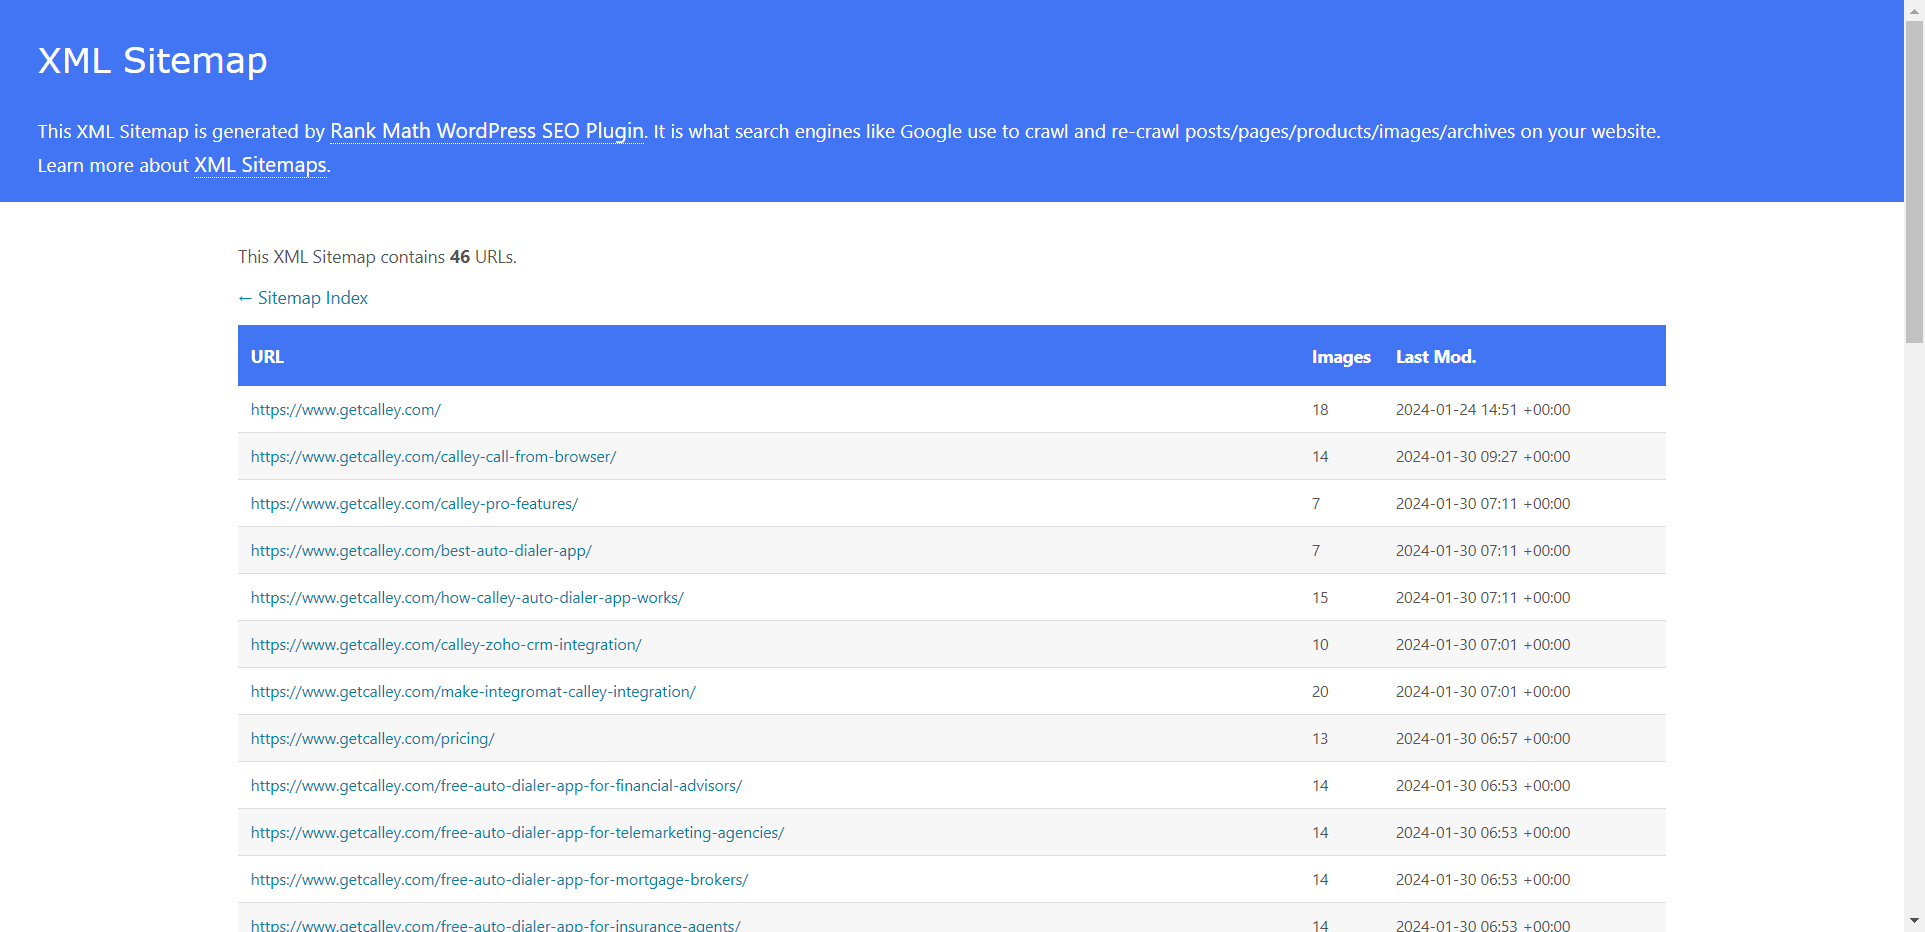 XML Sitemap
This XML Sitemap is generated by Rank Math WordPress SEO Plugin. It is what search engines like Google use to crawl and re-crawl posts/pages/products/images/archives on your website.
Learn more about XML Sitemaps.
This XML Sitemap contains 46 URLs.
← Sitemap Index
URL Images Last Mod.
https://www.getcalley.com/ 18 2024-01-24 14:51 +00:00
https://www.getcalley.com/calley-call-from-browser/ 14 2024-01-30 09:27 +00:00
https://www.getcalley.com/calley-pro-features/ 7 2024-01-30 07:11 +00:00
https://www.getcalley.com/best-auto-dialer-app/ 7 2024-01-30 07:11 +00:00
https://www.getcalley.com/how-calley-auto-dialer-app-works/ 15 2024-01-30 07:11 +00:00
https://www.getcalley.com/calley-zoho-crm-integration/ 10 2024-01-30 07:01 +00:00
https://www.getcalley.com/make-integromat-calley-integration/ 20 2024-01-30 07:01 +00:00
https://www.getcalley.com/pricing/ 13 2024-01-30 06:57 +00:00
https://www.getcalley.com/free-auto-dialer-app-for-financial-advisors/ 14 2024-01-30 06:53 +00:00
https://www.getcalley.com/free-auto-dialer-app-for-telemarketing-agencies/ 14 2024-01-30 06:53 +00:00
https://www.getcalley.com/free-auto-dialer-app-for-mortgage-brokers/ 14 2024-01-30 06:53 +00:00
https://www.getcalley.com/free-auto-dialer-app-for-insurance-agents/ 14 2024-01-30 06:53 +00:00